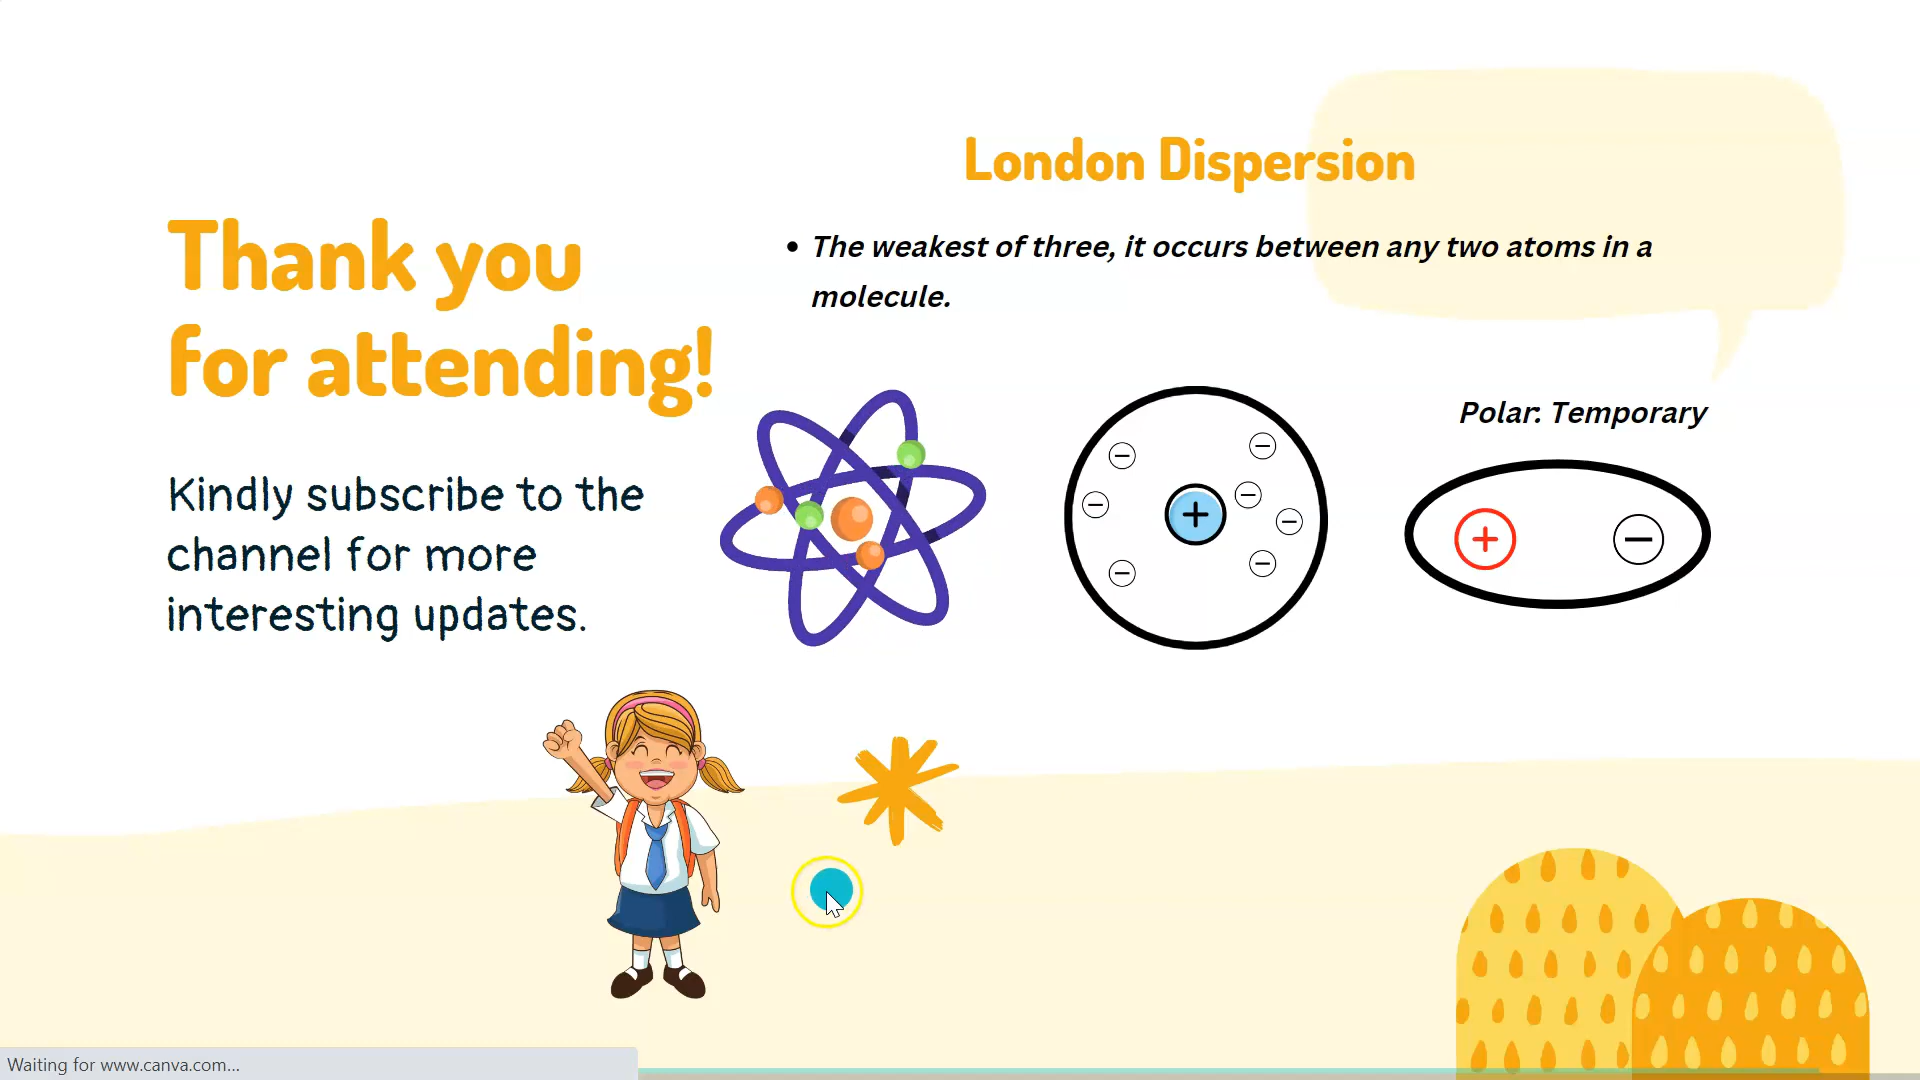 London Dispersion
Thank you
for attending!
• The weakest of three, it occurs between any two atoms in a
molecule.
Polar: Temporary
Kindly subscribe to the
channel for more
interesting updates.
− − − − − − − +
+ −
Waiting for www.canva.com...